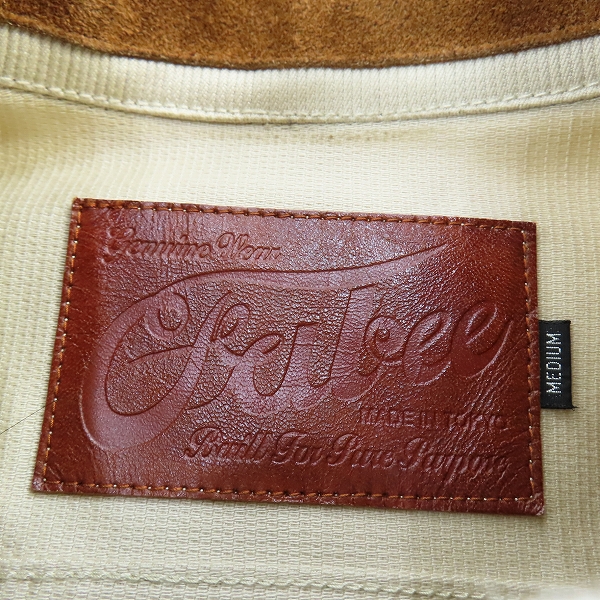 Genuine Wear
MADE IN TOKYO
Built For Pure Purpose
MEDIUM